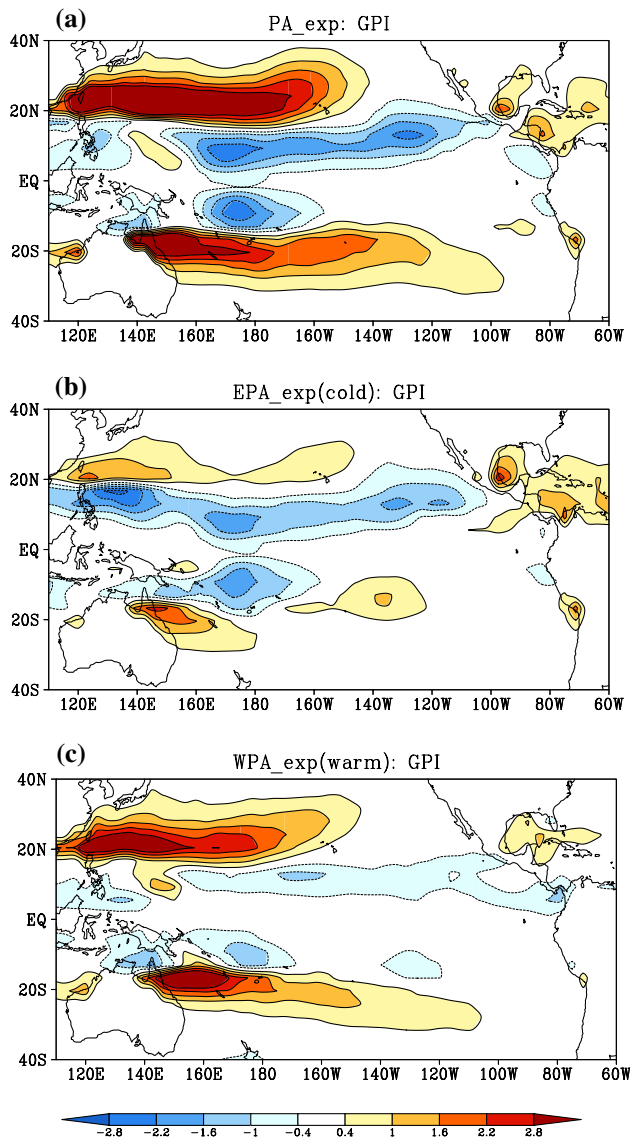 (a)
PA_exp: GPI
40N
20N
EQ
20S
40S
120E 140E 160E 180 160W 140W 120W 100W 80W 60W
(b)
EPA_exp(cold): GPI
40N
20N
EQ
20S
40S
120E 140E 160E 180 160W 140W 120W 100W 80W 60W
(c)
WPA_exp(warm): GPI
40N
20N
EQ
20S
40S
120E 140E 160E 180 160W 140W 120W 100W 80W 60W
-2.8 -2.2 -1.6 -1 -0.4 0.4 1 1.6 2.2 2.8